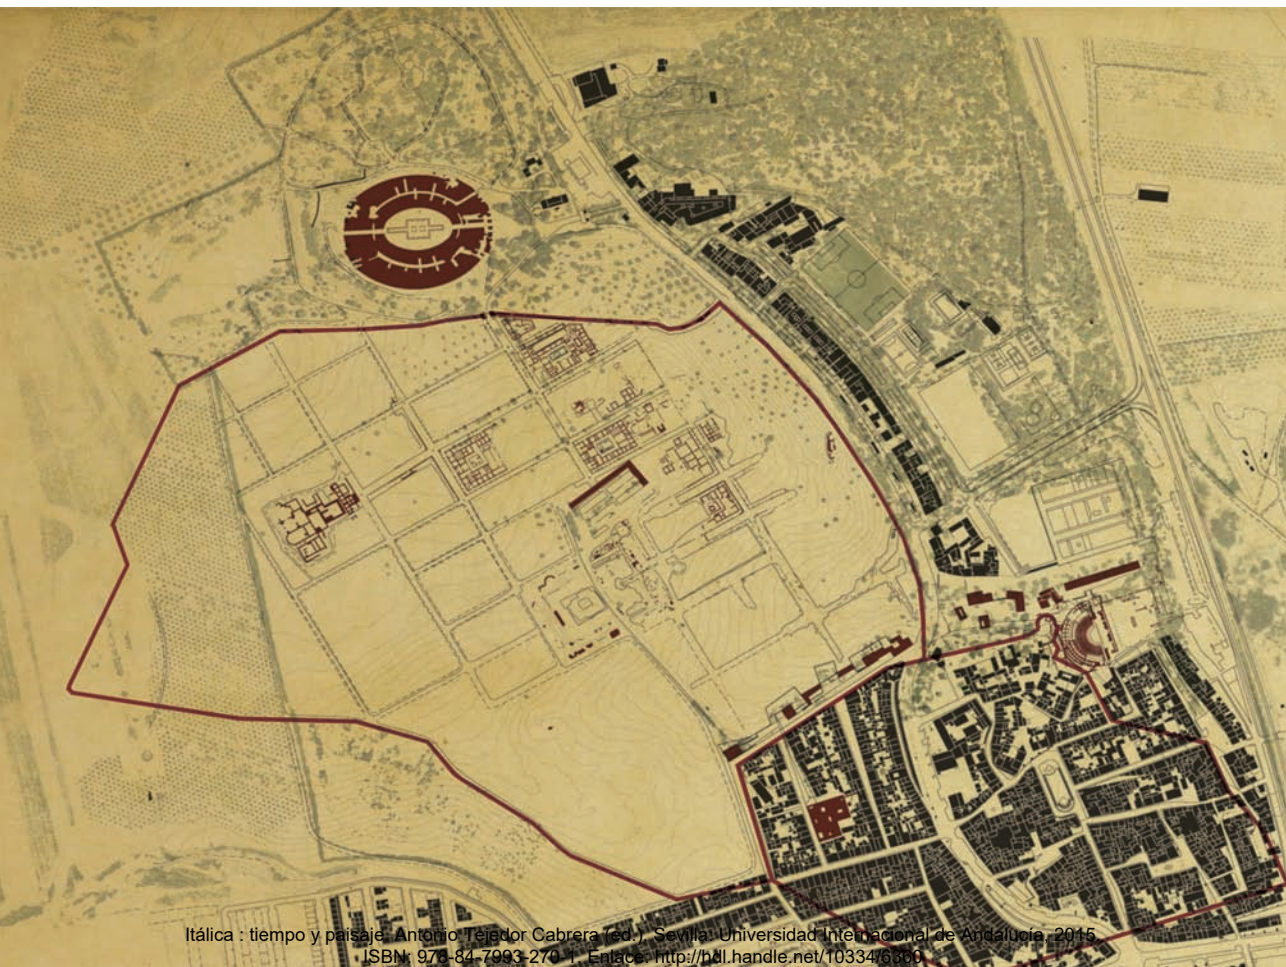 Itálica : tiempo y paisaje. Antonio Tejedor Cabrera (ed.). Sevilla: Universidad Internacional de Andalucía, 2015.
ISBN: 978-84-7993-270-1. Enlace: http://hdl.handle.net/10334/6360